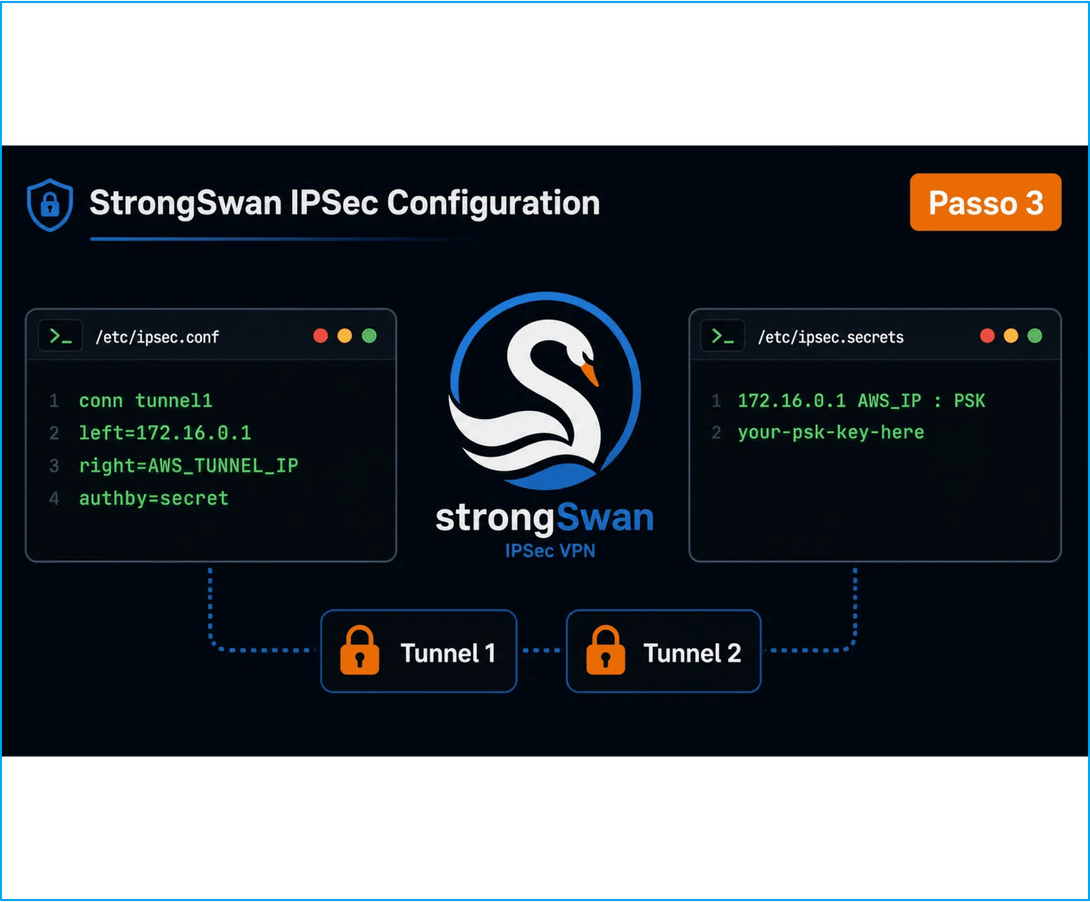 StrongSwan IPSec Configuration
Passo 3
>_ /etc/ipsec.conf
1 conn tunnel1
2 left=172.16.0.1
3 right=AWS_TUNNEL_IP
4 authby=secret
strongSwan
IPSec VPN
>_ /etc/ipsec.secrets
1 172.16.0.1 AWS_IP : PSK
2 your-psk-key-here
Tunnel 1
Tunnel 2